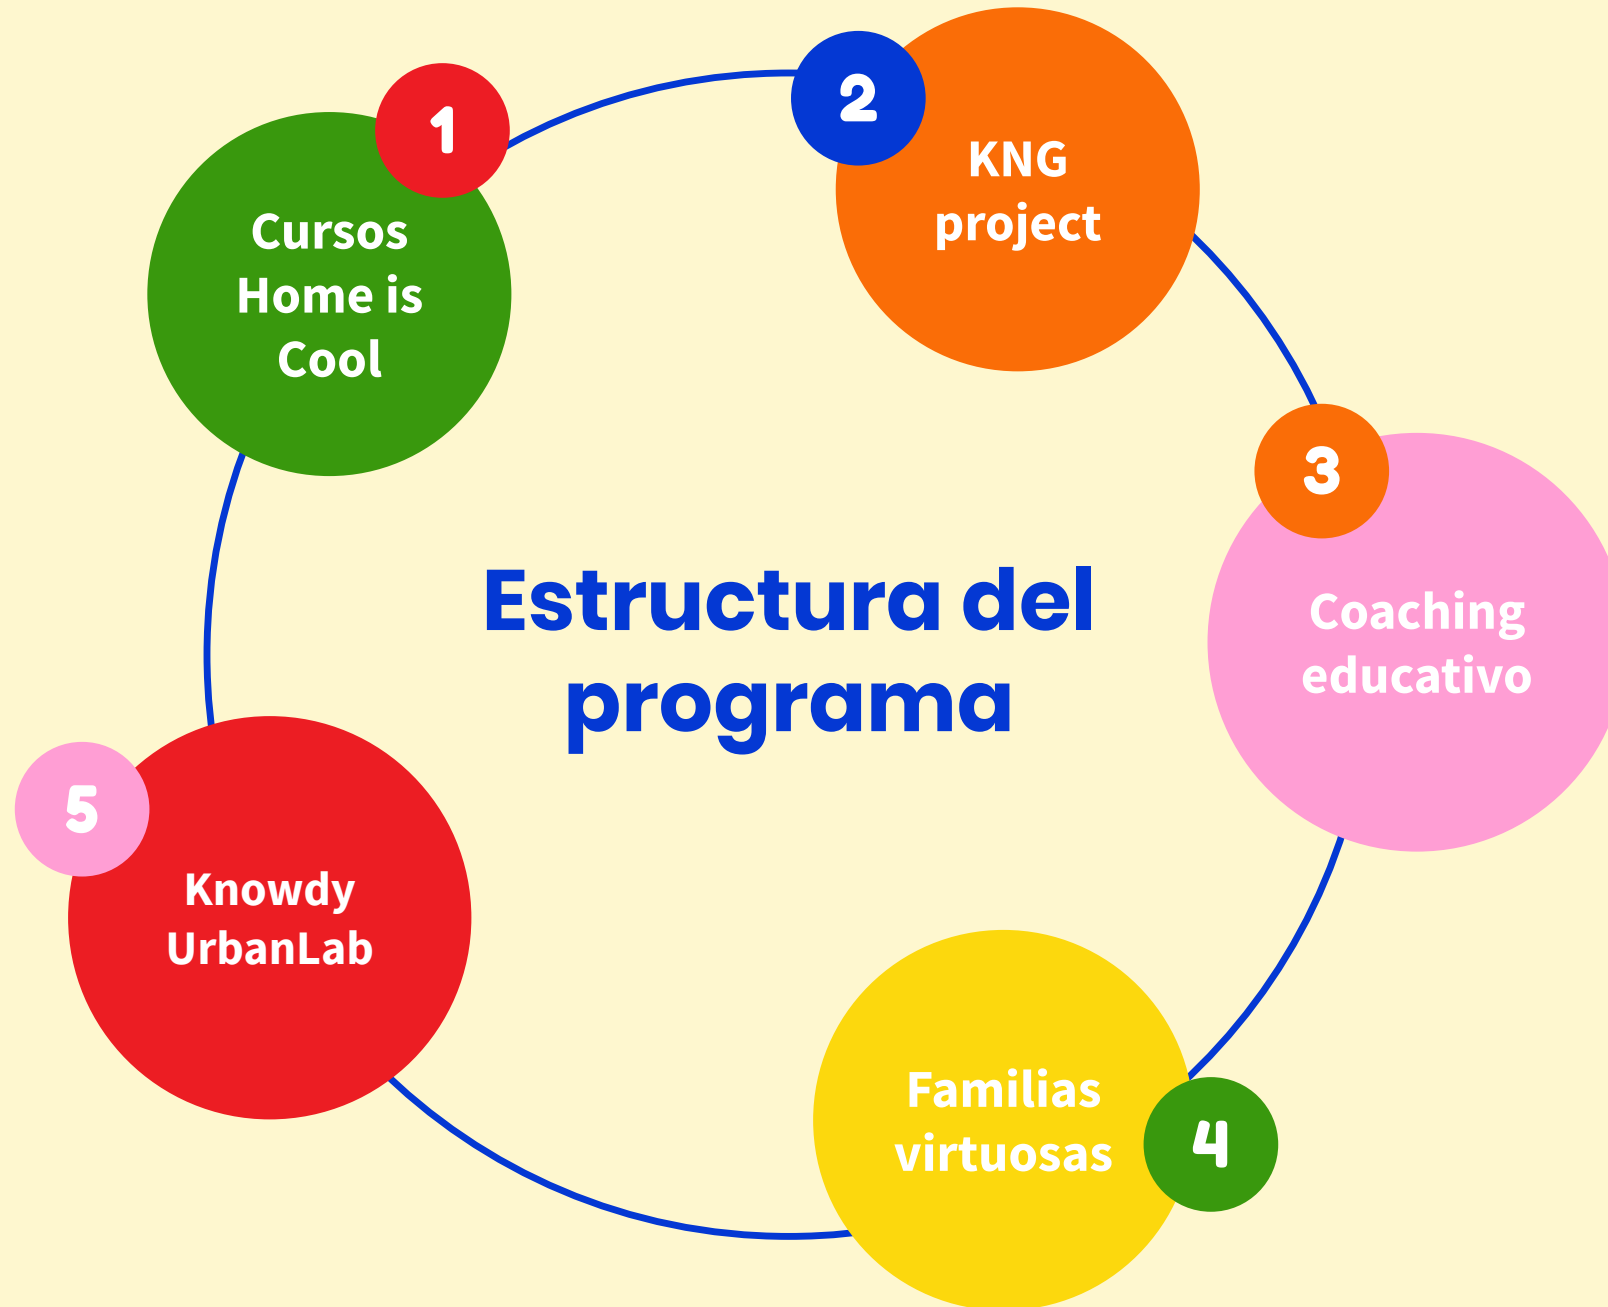 1
Cursos
Home is
Cool
2
KNG
project
3
Coaching
educativo
Estructura del
programa
4
Familias
virtuosas
5
Knowdy
UrbanLab